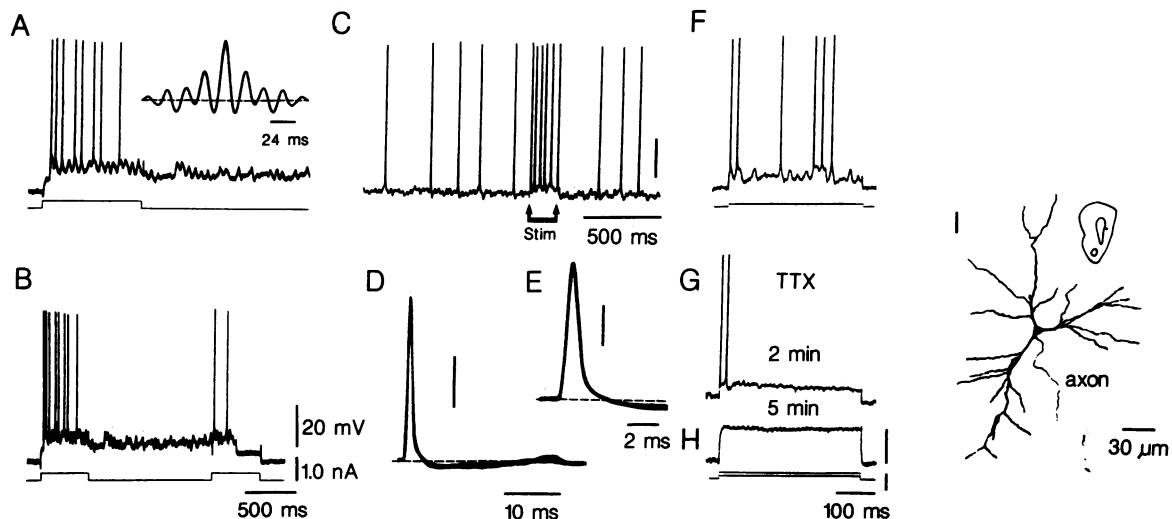 A
24 ms
B
20 mV
1.0 nA
500 ms
C
Stim
500 ms
D
10 ms
E
2 ms
F
G
TTX
2 min
5 min
H
100 ms
I
axon
30 µm